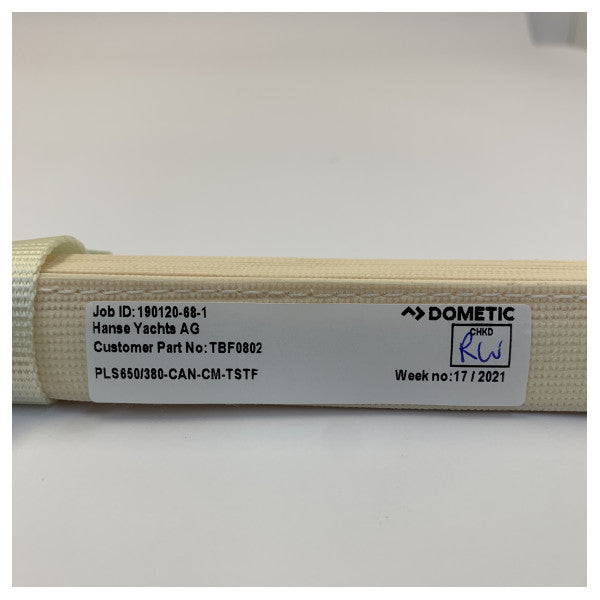 Job ID: 190120-68-1
Hanse Yachts AG
Customer Part No: TBF0802
PLS650/380-CAN-CM-TSTF
DOMETIC
CHKD
RW
Week no: 17 / 2021